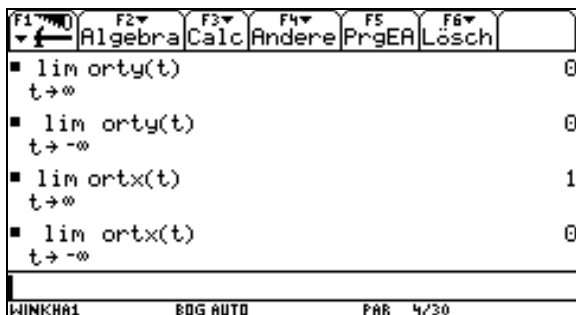 F1 F2 Algebra F3 Calc F4 Andere F5 PrgEA F6 Lösch
lim orty(t) 0
t→∞
lim orty(t) 0
t→-∞
lim ortx(t) 1
t→∞
lim ortx(t) 0
t→-∞
WINKHA1 BOG AUTO PAR 4/30